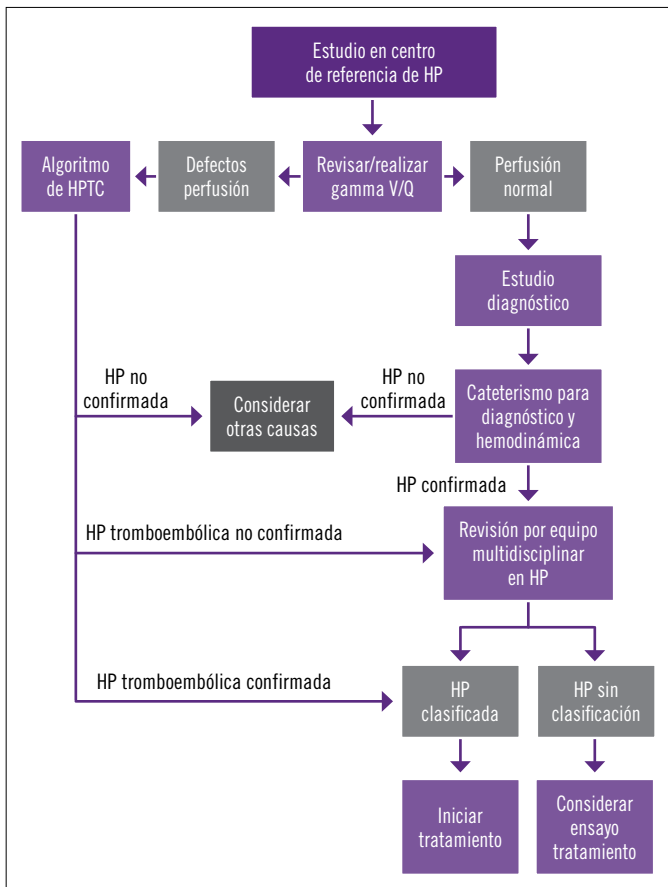 Estudio en centro
de referencia de HP
Algoritmo
de HPTC
Defectos
perfusión
Revisar/realizar
gamma V/Q
Perfusión
normal
Estudio
diagnóstico
HP no
confirmada
Considerar
otras causas
HP no
confirmada
Cateterismo para
diagnóstico y
hemodinámica
HP confirmada
HP tromboembólica no confirmada
Revisión por equipo
multidisciplinar
en HP
HP tromboembólica confirmada
HP
clasificada
HP sin
clasificación
Iniciar
tratamiento
Considerar
ensayo
tratamiento